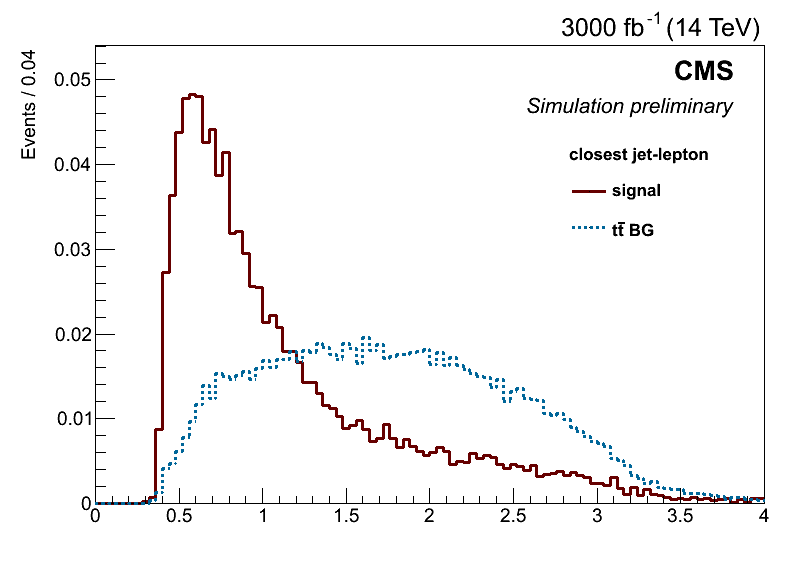 3000 fb⁻¹ (14 TeV)
Events / 0.04
CMS
Simulation preliminary
closest jet-lepton
signal
tt̄ BG
0.05
0.04
0.03
0.02
0.01
0
0 0.5 1 1.5 2 2.5 3 3.5 4